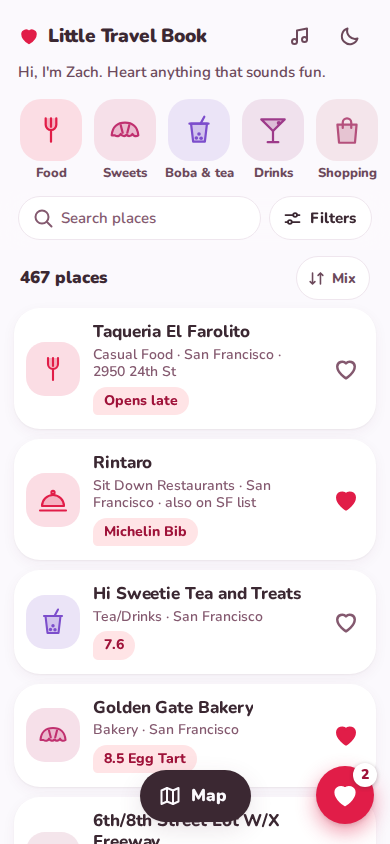 Little Travel Book
Hi, I'm Zach. Heart anything that sounds fun.
Food
Sweets
Boba & tea
Drinks
Shopping
Search places
Filters
467 places
Mix
Taqueria El Farolito
Casual Food · San Francisco ·
2950 24th St
Opens late
Rintaro
Sit Down Restaurants · San
Francisco · also on SF list
Michelin Bib
Hi Sweetie Tea and Treats
Tea/Drinks · San Francisco
7.6
Golden Gate Bakery
Bakery · San Francisco
8.5 Egg Tart
Map
2
6th/8th Street Lot W/X
Freeway